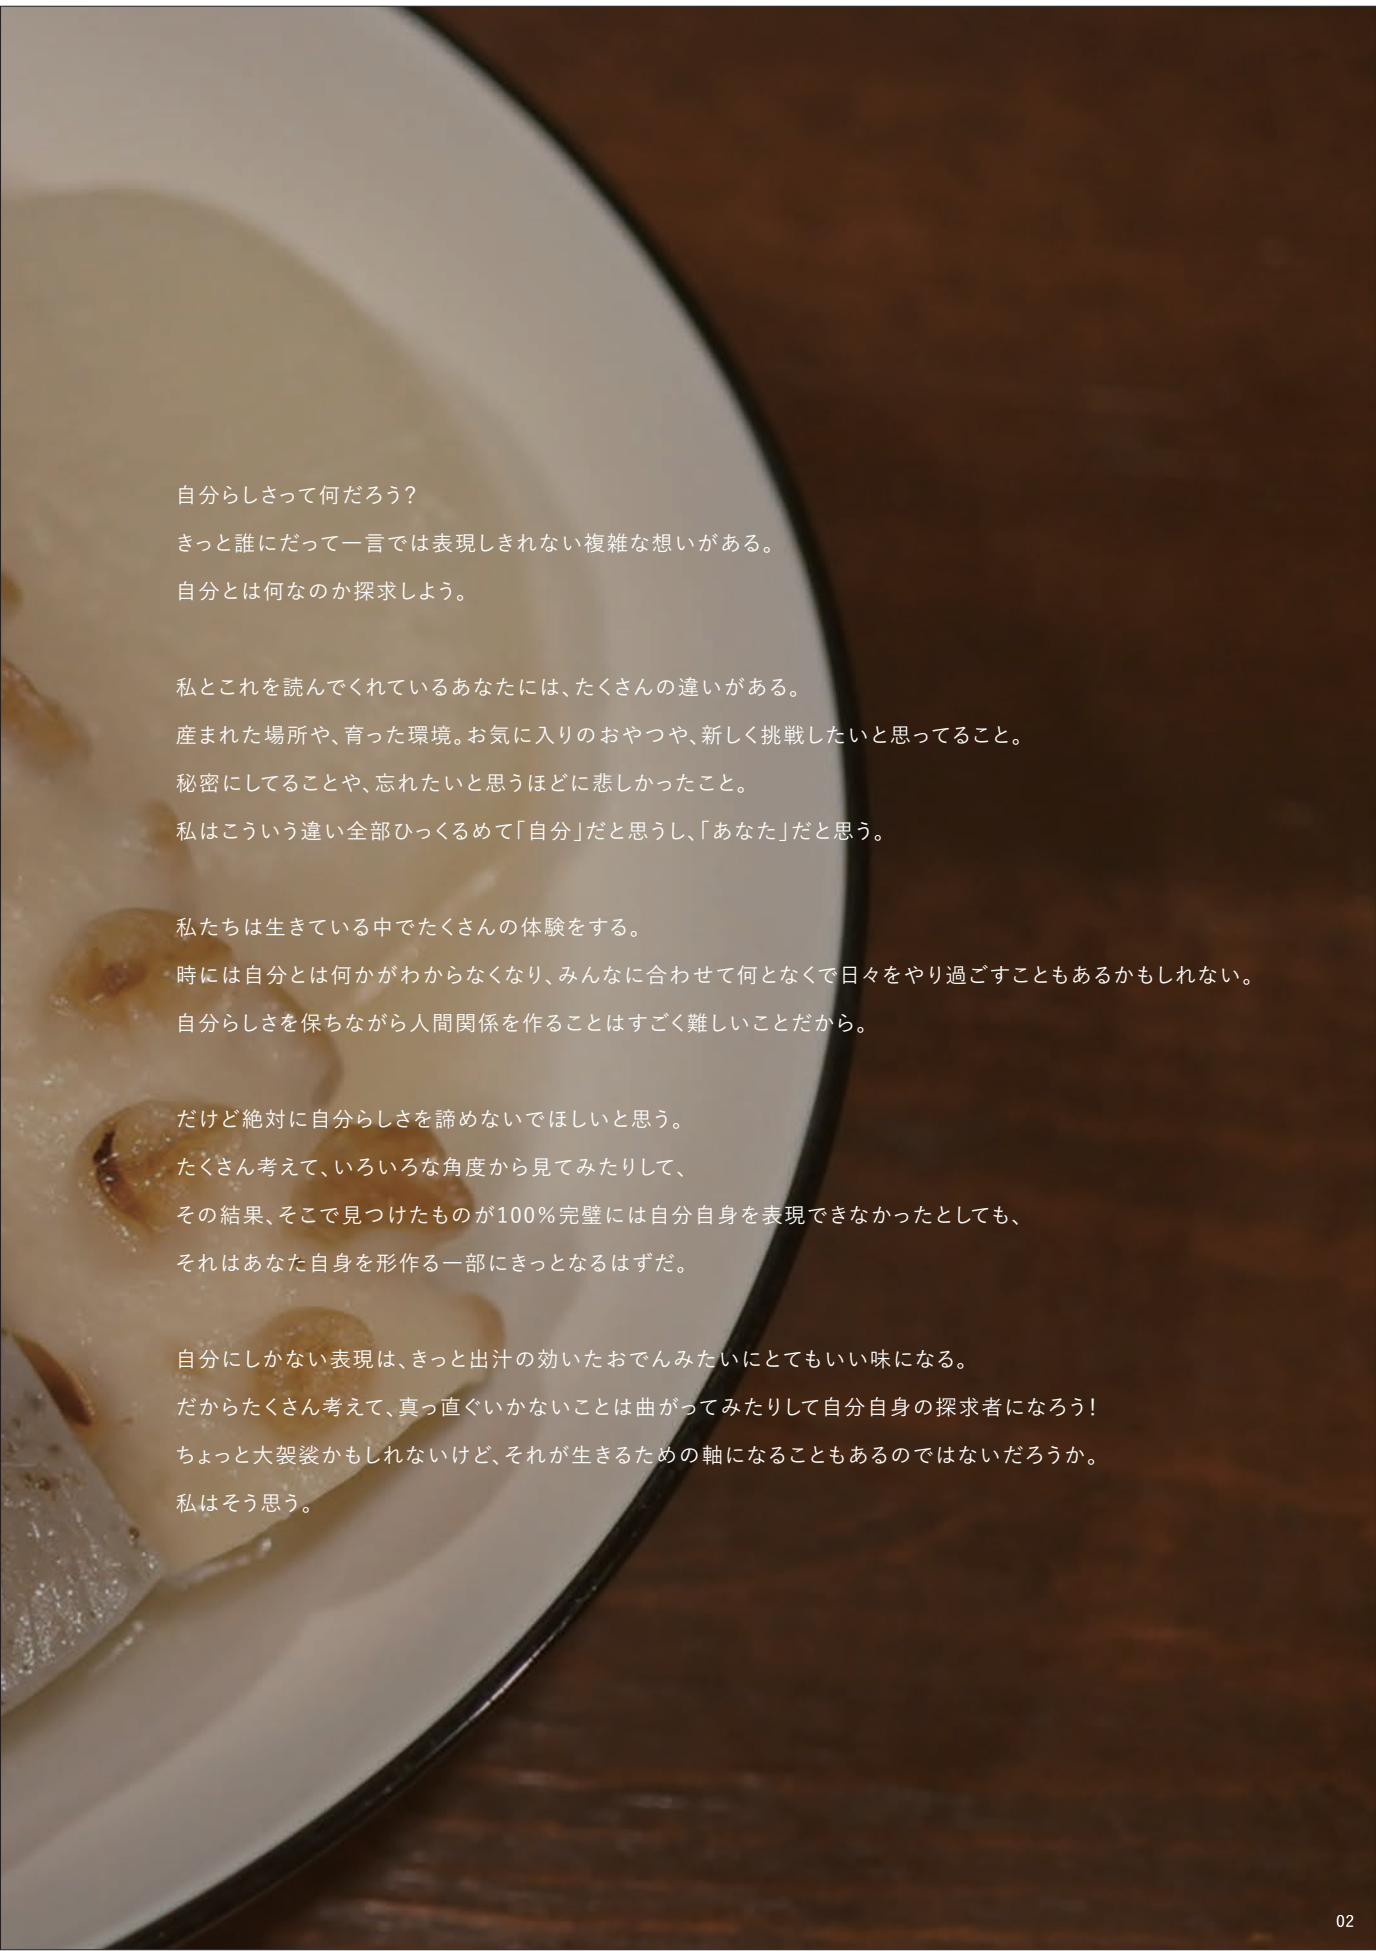 自分らしさって何だろう？
きっと誰にだって一言では表現しきれない複雑な想いがある。
自分とは何なのか探求しよう。
私とこれを読んでくれているあなたには、たくさんの違いがある。
産まれた場所や、育った環境。お気に入りのおやつや、新しく挑戦したいと思ってること。
秘密にしてることや、忘れたいと思うほどに悲しかったこと。
私はこういう違い全部ひっくるめて「自分」だと思うし、「あなた」だと思う。
私たちは生きている中でたくさんの体験をする。
時には自分とは何かがわからなくなり、みんなに合わせて何となくで日々をやり過ごすこともあるかもしれない。
自分らしさを保ちながら人間関係を作ることはすごく難しいことだから。
だけど絶対に自分らしさを諦めないでほしいと思う。
たくさん考えて、いろいろな角度から見てみたりして、
その結果、そこで見つけたものが100％完璧には自分自身を表現できなかったとしても、
それはあなた自身を形作る一部にきっとなるはずだ。
自分にしかない表現は、きっと出汁の効いたおでんみたいにとてもいい味になる。
だからたくさん考えて、真っ直ぐいかないことは曲がってみたりして自分自身の探求者になろう！
ちょっと大袈裟かもしれないけど、それが生きるための軸になることもあるのではないだろうか。
私はそう思う。
02